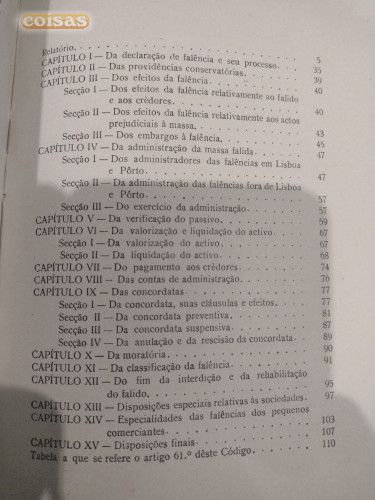 coisas
Relatório. 5
CAPÍTULO I — Da declaração de falência e seu processo. 35
CAPÍTULO II — Das providências conservatórias. 39
CAPÍTULO III — Dos efeitos da falência. 40
Secção I — Dos efeitos da falência relativamente ao falido
e aos crèdores. 40
Secção II — Dos efeitos da falência relativamente aos actos
prejudiciais à massa. 43
Secção III — Dos embargos à falência. 45
CAPÍTULO IV — Da administração da massa falida. 47
Secção I — Dos administradores das falências em Lisboa
e Pôrto. 47
Secção II — Da administração das falências fora de Lisboa
e Pôrto. 57
Secção III — Do exercício da administração. 57
CAPÍTULO V — Da verificação do passivo. 59
CAPÍTULO VI — Da valorização e liquidação do activo. 67
Secção I — Da valorização do activo. 67
Secção II — Da liquidação do activo. 68
CAPÍTULO VII — Do pagamento aos crèdores. 74
CAPÍTULO VIII — Das contas de administração. 76
CAPÍTULO IX — Das concordatas. 77
Secção I — Da concordata, suas cláusulas e efeitos. 77
Secção II — Da concordata preventiva. 81
Secção III — Da concordata suspensiva. 87
Secção IV — Da anulação e da rescisão da concordata. 89
CAPÍTULO X — Da moratória. 90
CAPÍTULO XI — Da classificação da falência. 91
CAPÍTULO XII — Do fim da interdição e da rehabilitação
do falido. 95
CAPÍTULO XIII — Disposições especiais relativas às sociedades. 97
CAPÍTULO XIV — Especialidades das falências dos pequenos
comerciantes. 103
CAPÍTULO XV — Disposições finais. 107
Tabela a que se refere o artigo 61.º dêste Código. 110